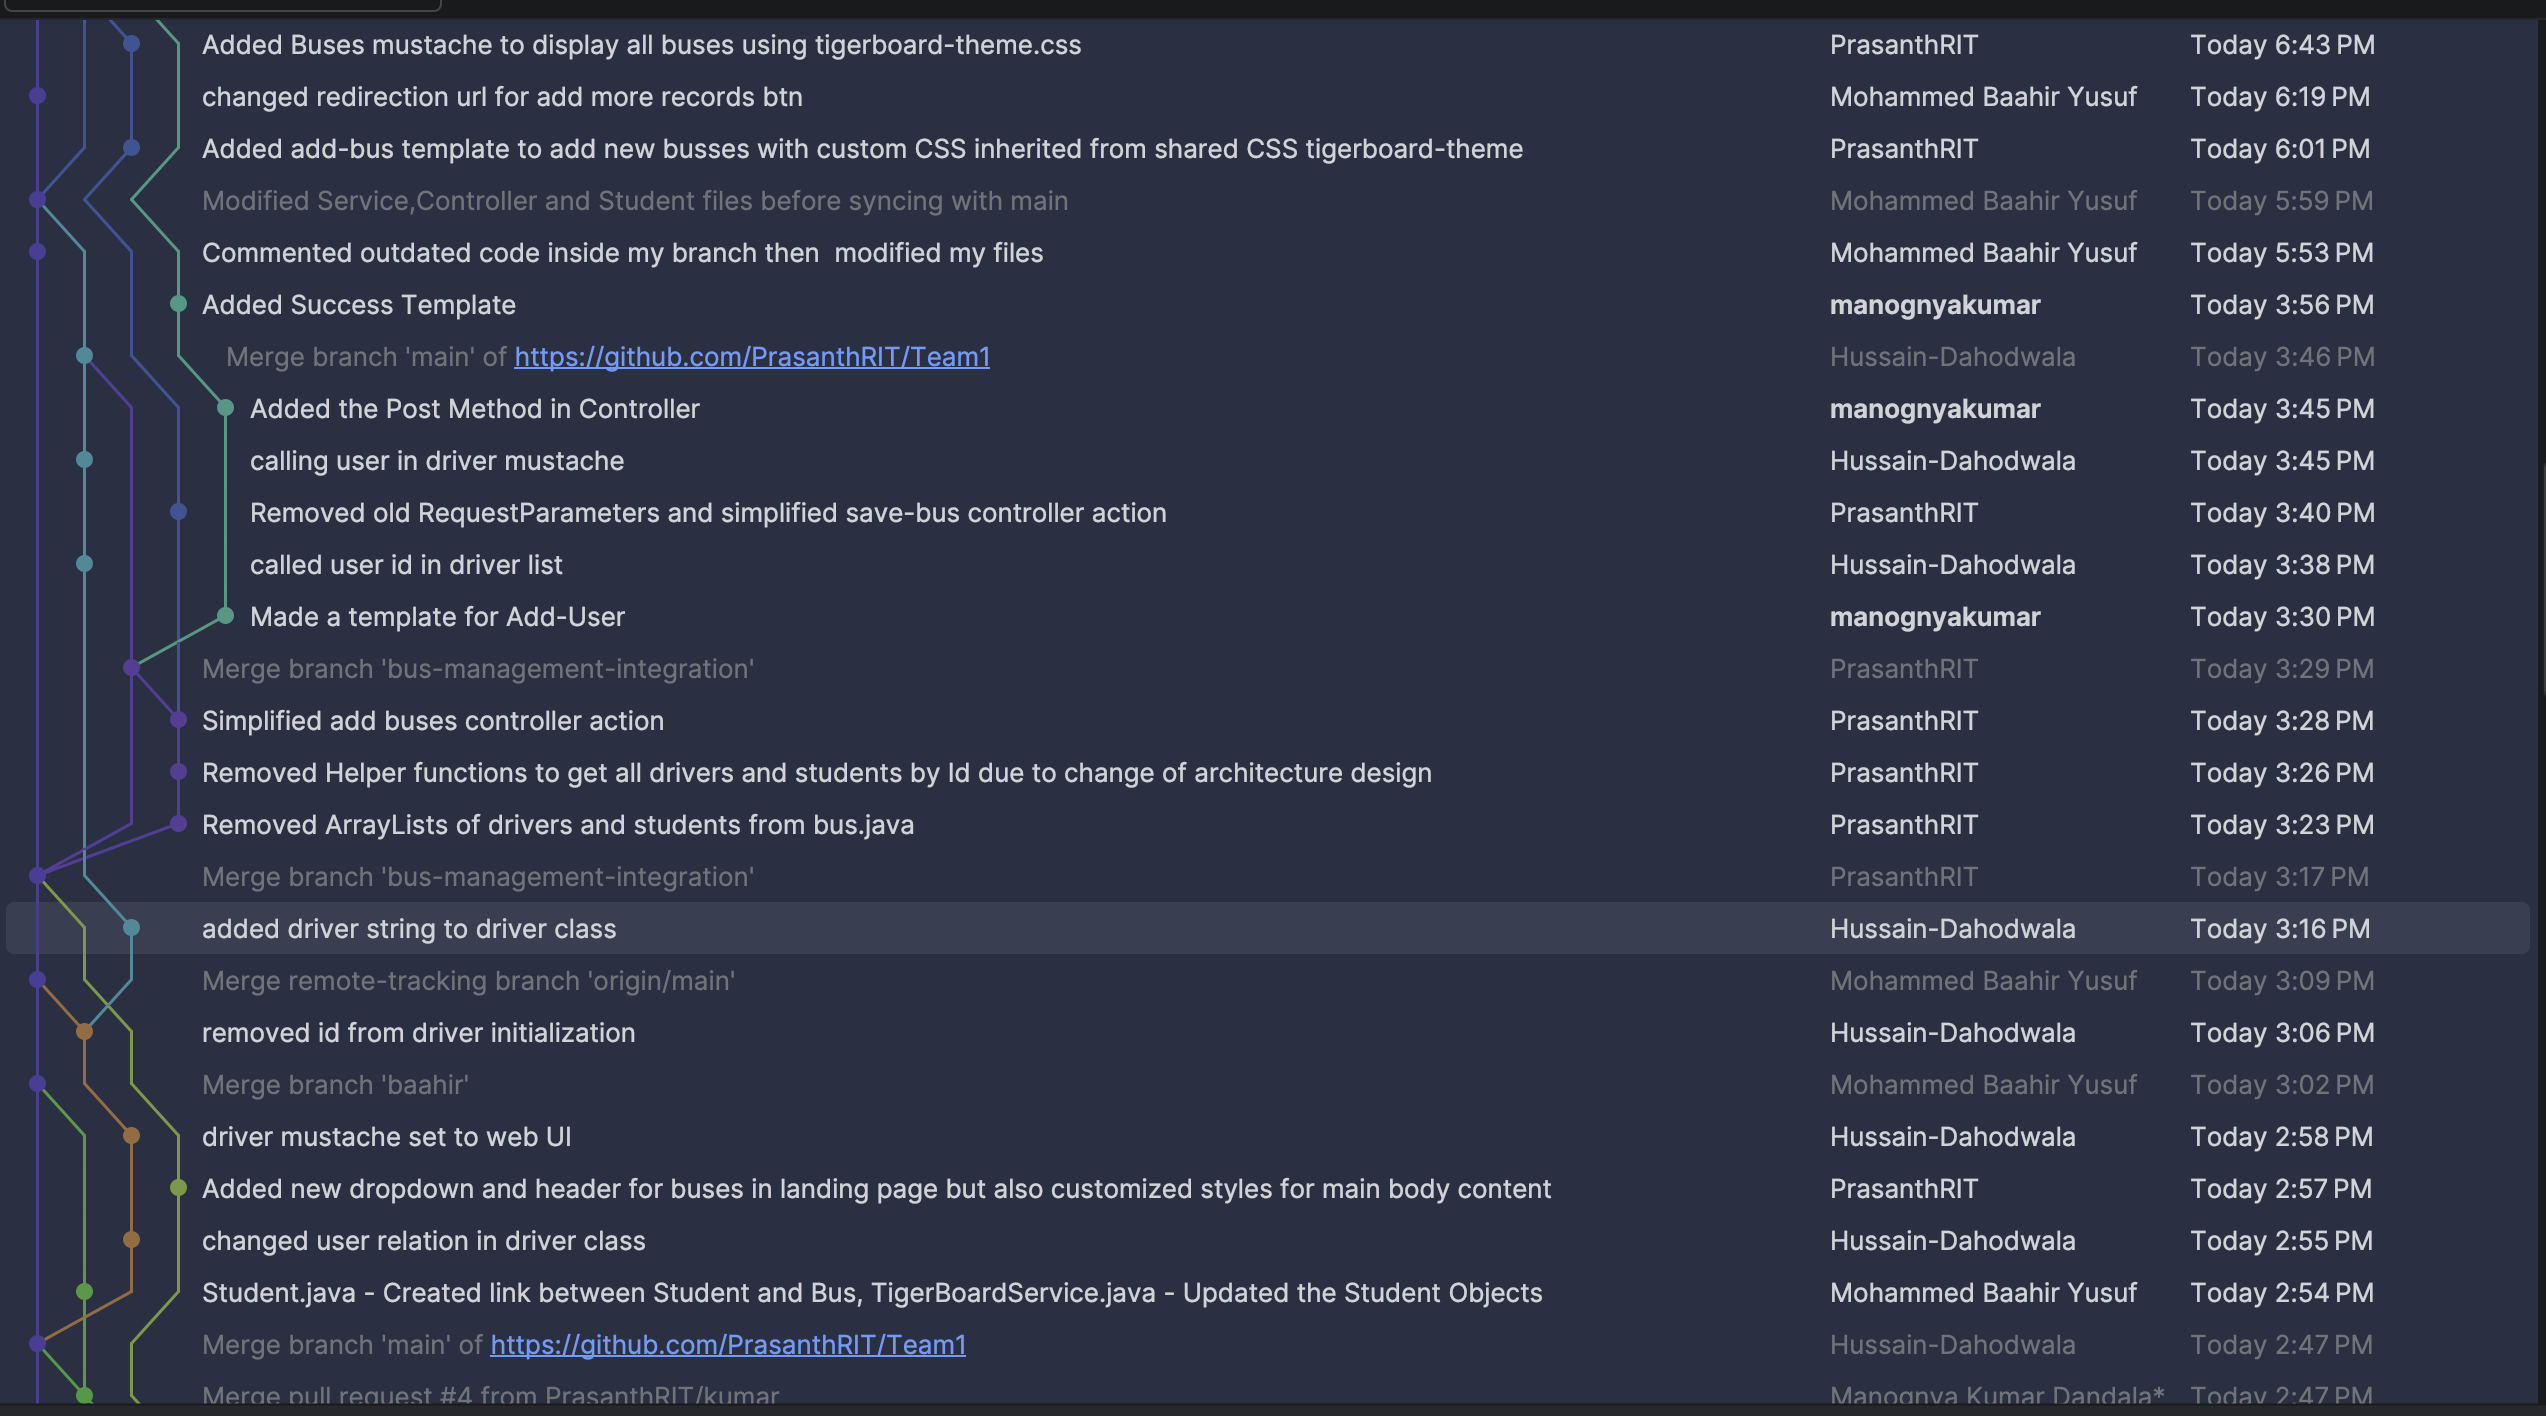 Added Buses mustache to display all buses using tigerboard-theme.css PrasanthRIT Today 6:43 PM
changed redirection url for add more records btn Mohammed Baahir Yusuf Today 6:19 PM
Added add-bus template to add new busses with custom CSS inherited from shared CSS tigerboard-theme PrasanthRIT Today 6:01 PM
Modified Service,Controller and Student files before syncing with main Mohammed Baahir Yusuf Today 5:59 PM
Commented outdated code inside my branch then  modified my files Mohammed Baahir Yusuf Today 5:53 PM
Added Success Template manognyakumar Today 3:56 PM
Merge branch 'main' of https://github.com/PrasanthRIT/Team1 Hussain-Dahodwala Today 3:46 PM
Added the Post Method in Controller manognyakumar Today 3:45 PM
calling user in driver mustache Hussain-Dahodwala Today 3:45 PM
Removed old RequestParameters and simplified save-bus controller action PrasanthRIT Today 3:40 PM
called user id in driver list Hussain-Dahodwala Today 3:38 PM
Made a template for Add-User manognyakumar Today 3:30 PM
Merge branch 'bus-management-integration' PrasanthRIT Today 3:29 PM
Simplified add buses controller action PrasanthRIT Today 3:28 PM
Removed Helper functions to get all drivers and students by Id due to change of architecture design PrasanthRIT Today 3:26 PM
Removed ArrayLists of drivers and students from bus.java PrasanthRIT Today 3:23 PM
Merge branch 'bus-management-integration' PrasanthRIT Today 3:17 PM
added driver string to driver class Hussain-Dahodwala Today 3:16 PM
Merge remote-tracking branch 'origin/main' Mohammed Baahir Yusuf Today 3:09 PM
removed id from driver initialization Hussain-Dahodwala Today 3:06 PM
Merge branch 'baahir' Mohammed Baahir Yusuf Today 3:02 PM
driver mustache set to web UI Hussain-Dahodwala Today 2:58 PM
Added new dropdown and header for buses in landing page but also customized styles for main body content PrasanthRIT Today 2:57 PM
changed user relation in driver class Hussain-Dahodwala Today 2:55 PM
Student.java - Created link between Student and Bus, TigerBoardService.java - Updated the Student Objects Mohammed Baahir Yusuf Today 2:54 PM
Merge branch 'main' of https://github.com/PrasanthRIT/Team1 Hussain-Dahodwala Today 2:47 PM
Merge pull request #4 from PrasanthRIT/kumar Manognya Kumar Dandala* Today 2:47 PM